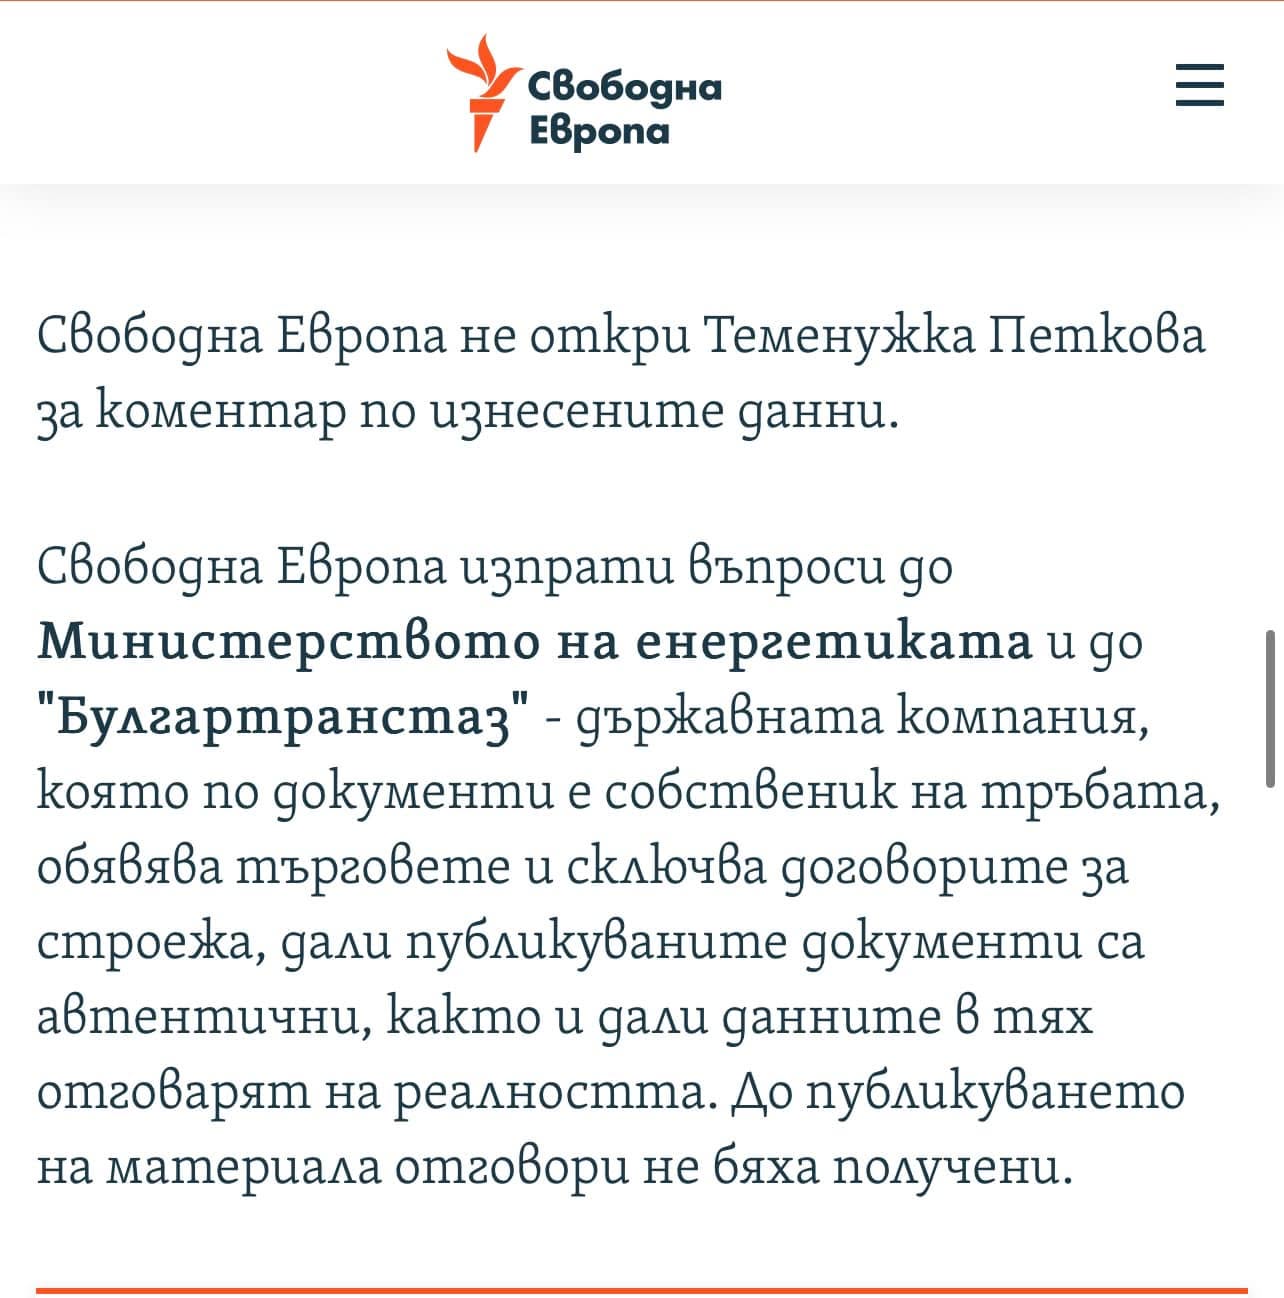 Свободна
Европа
Свободна Европа не откри Теменужка Петкова
за коментар по изнесените данни.
Свободна Европа изпрати въпроси до
Министерството на енергетиката и до
"Булгартранстаз" - държавната компания,
която по документи е собственик на тръбата,
обявява търговете и сключва договорите за
строежа, дали публикуваните документи са
автентични, както и дали данните в тях
отговарят на реалността. До публикуването
на материала отговори не бяха получени.